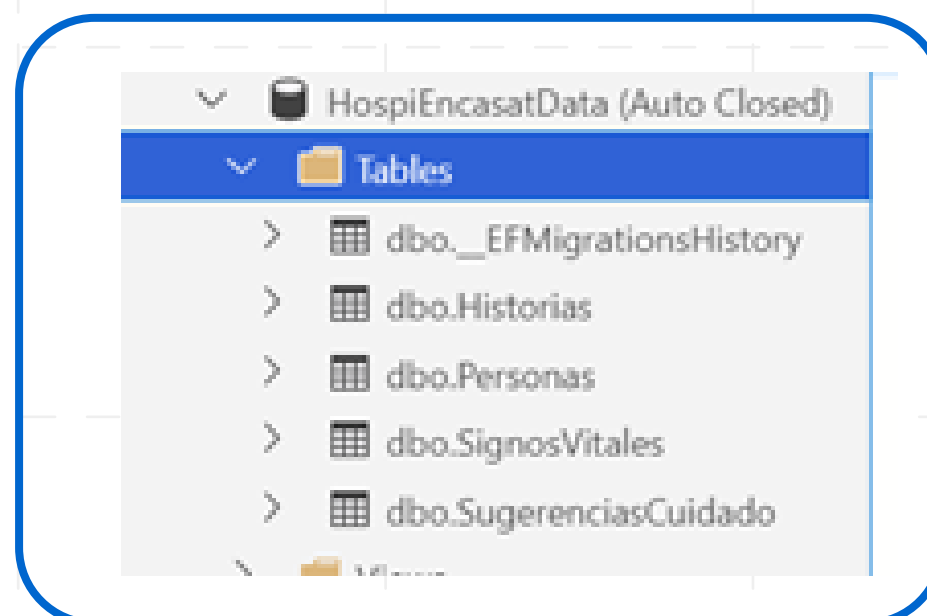 HospiEncasatData (Auto Closed)
Tables
dbo.__EFMigrationsHistory
dbo.Historias
dbo.Personas
dbo.SignosVitales
dbo.SugerenciasCuidado